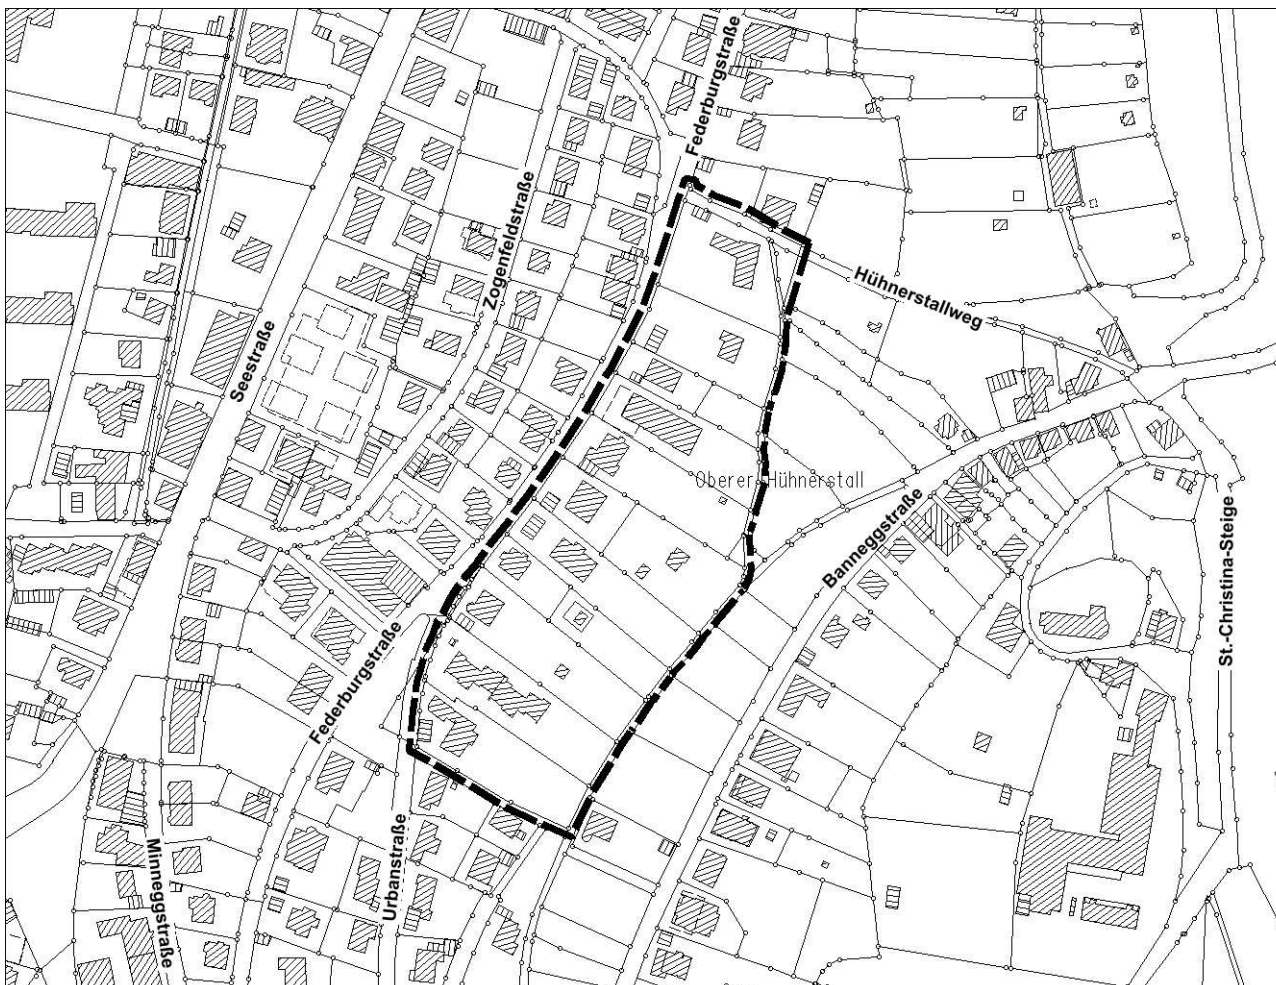 Federburgstraße
Zogenfeldstraße
Hühnerstallweg
Seestraße
Oberer Hühnerstall
Banneggstraße
St.-Christina-Steige
Federburgstraße
Urbanstraße
Minneggstraße